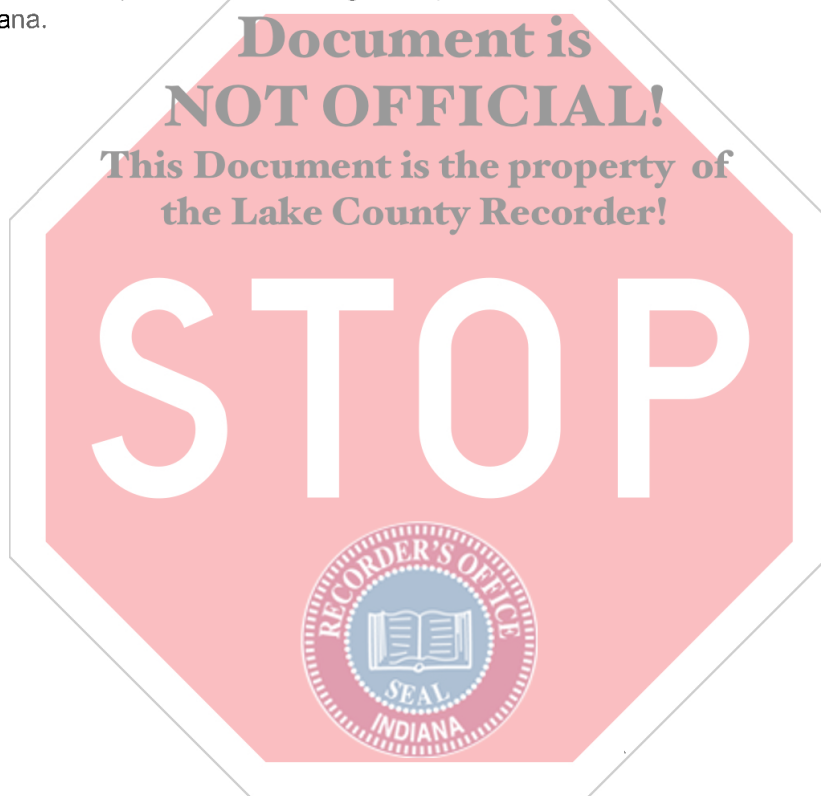 ana.
Document is
NOT OFFICIAL!
This Document is the property of
the Lake County Recorder!
STOP
RECORDER'S OFFICE
SEAL
INDIANA